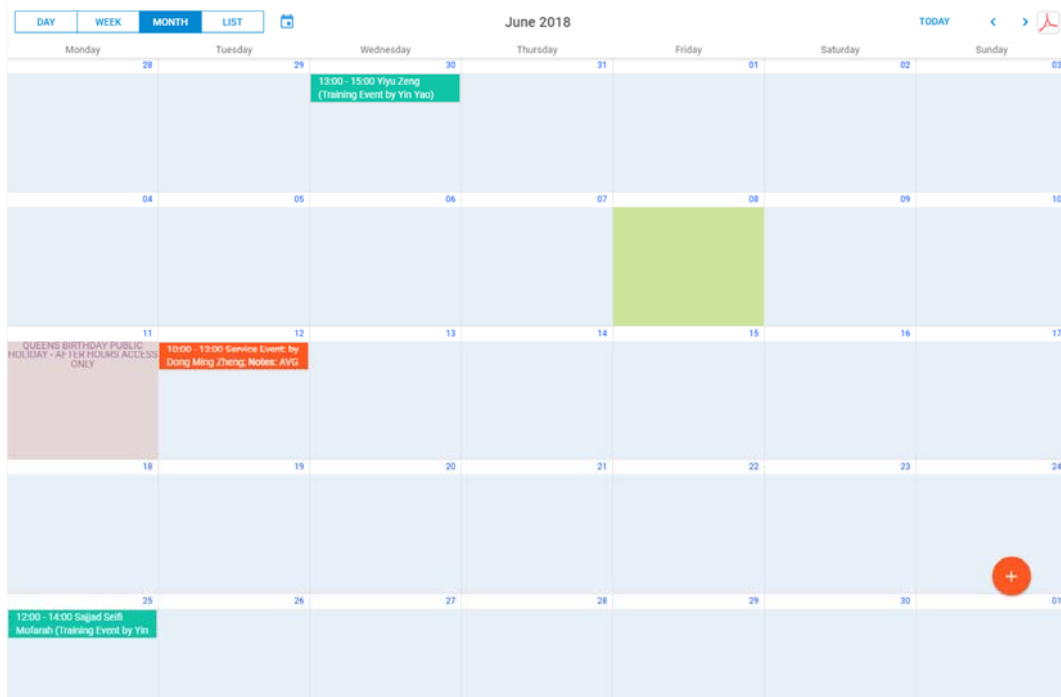 DAY WEEK MONTH LIST June 2018 TODAY
Monday Tuesday Wednesday Thursday Friday Saturday Sunday
28 29 30 31 01 02 03
13:00 - 15:00 Yiyu Zeng
(Training Event by Yin Yao)
04 05 06 07 08 09 10
11 12 13 14 15 16 17
QUEENS BIRTHDAY PUBLIC
HOLIDAY - AFTER HOURS ACCESS
ONLY
10:00 - 13:00 Service Event: by
Dong Ming Zheng; Notes: AVG
18 19 20 21 22 23 24
+
25 26 27 28 29 30 01
12:00 - 14:00 Sajjad Seifi
Mofarah (Training Event by Yin